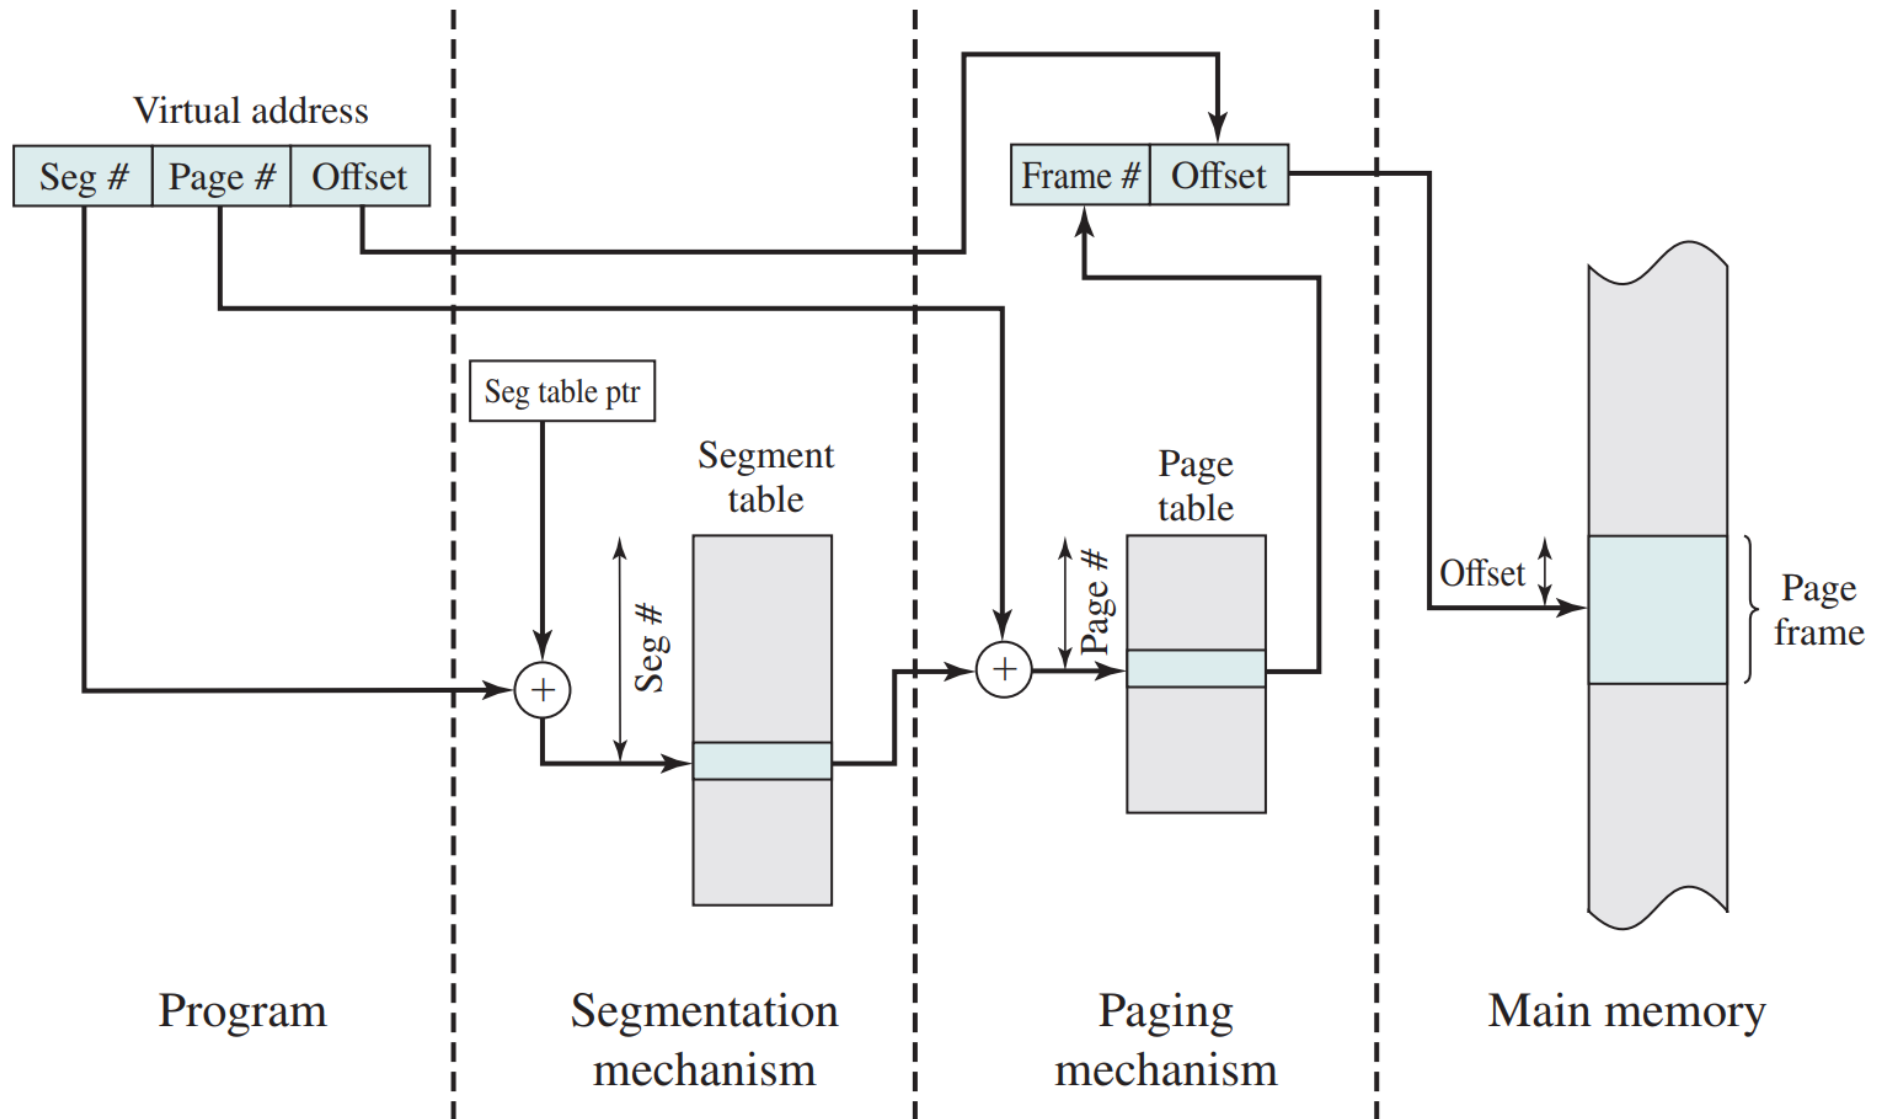 Virtual address
Seg #
Page #
Offset
Frame #
Offset
Seg table ptr
Segment
table
Seg #
+
Page
table
Page #
+
Offset
Page
frame
Program
Segmentation
mechanism
Paging
mechanism
Main memory